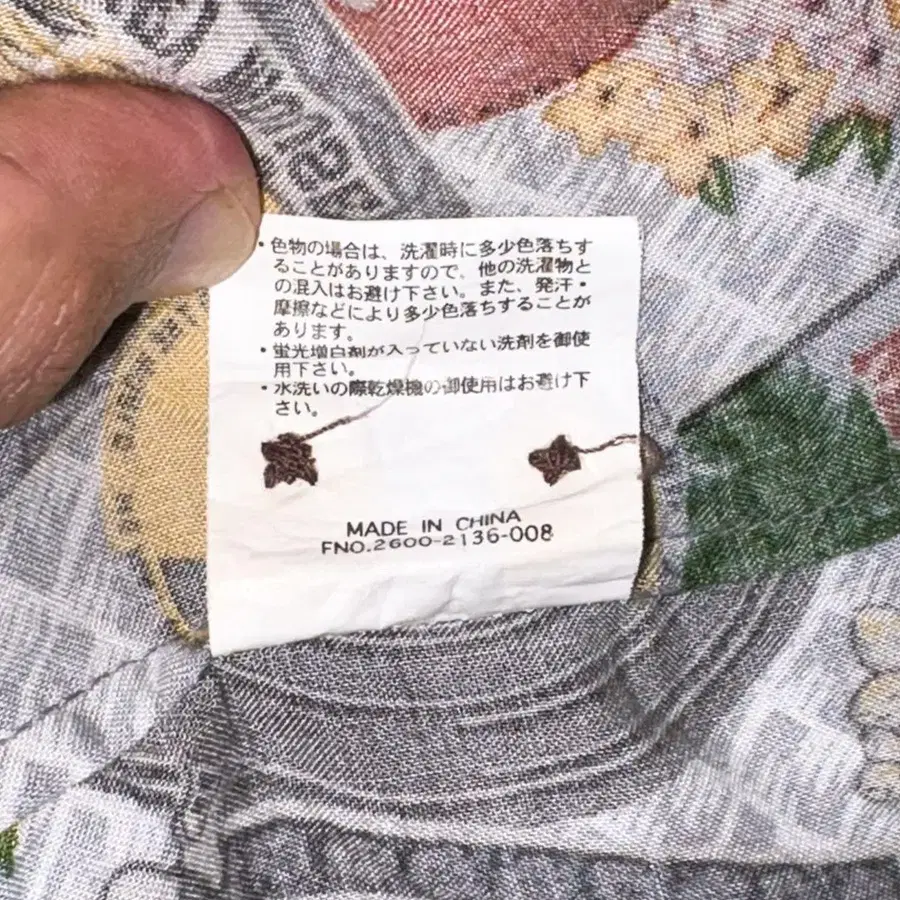 ・色物の場合は、洗濯時に多少色落ちす
ることがありますので、他の洗濯物と
の混入はお避け下さい。また、発汗・
摩擦などにより多少色落ちすることが
あります。
・蛍光増白剤が入っていない洗剤を御使
用下さい。
・水洗いの際乾燥機の御使用はお避け下
さい。
MADE IN CHINA
FNO.2600-2136-008